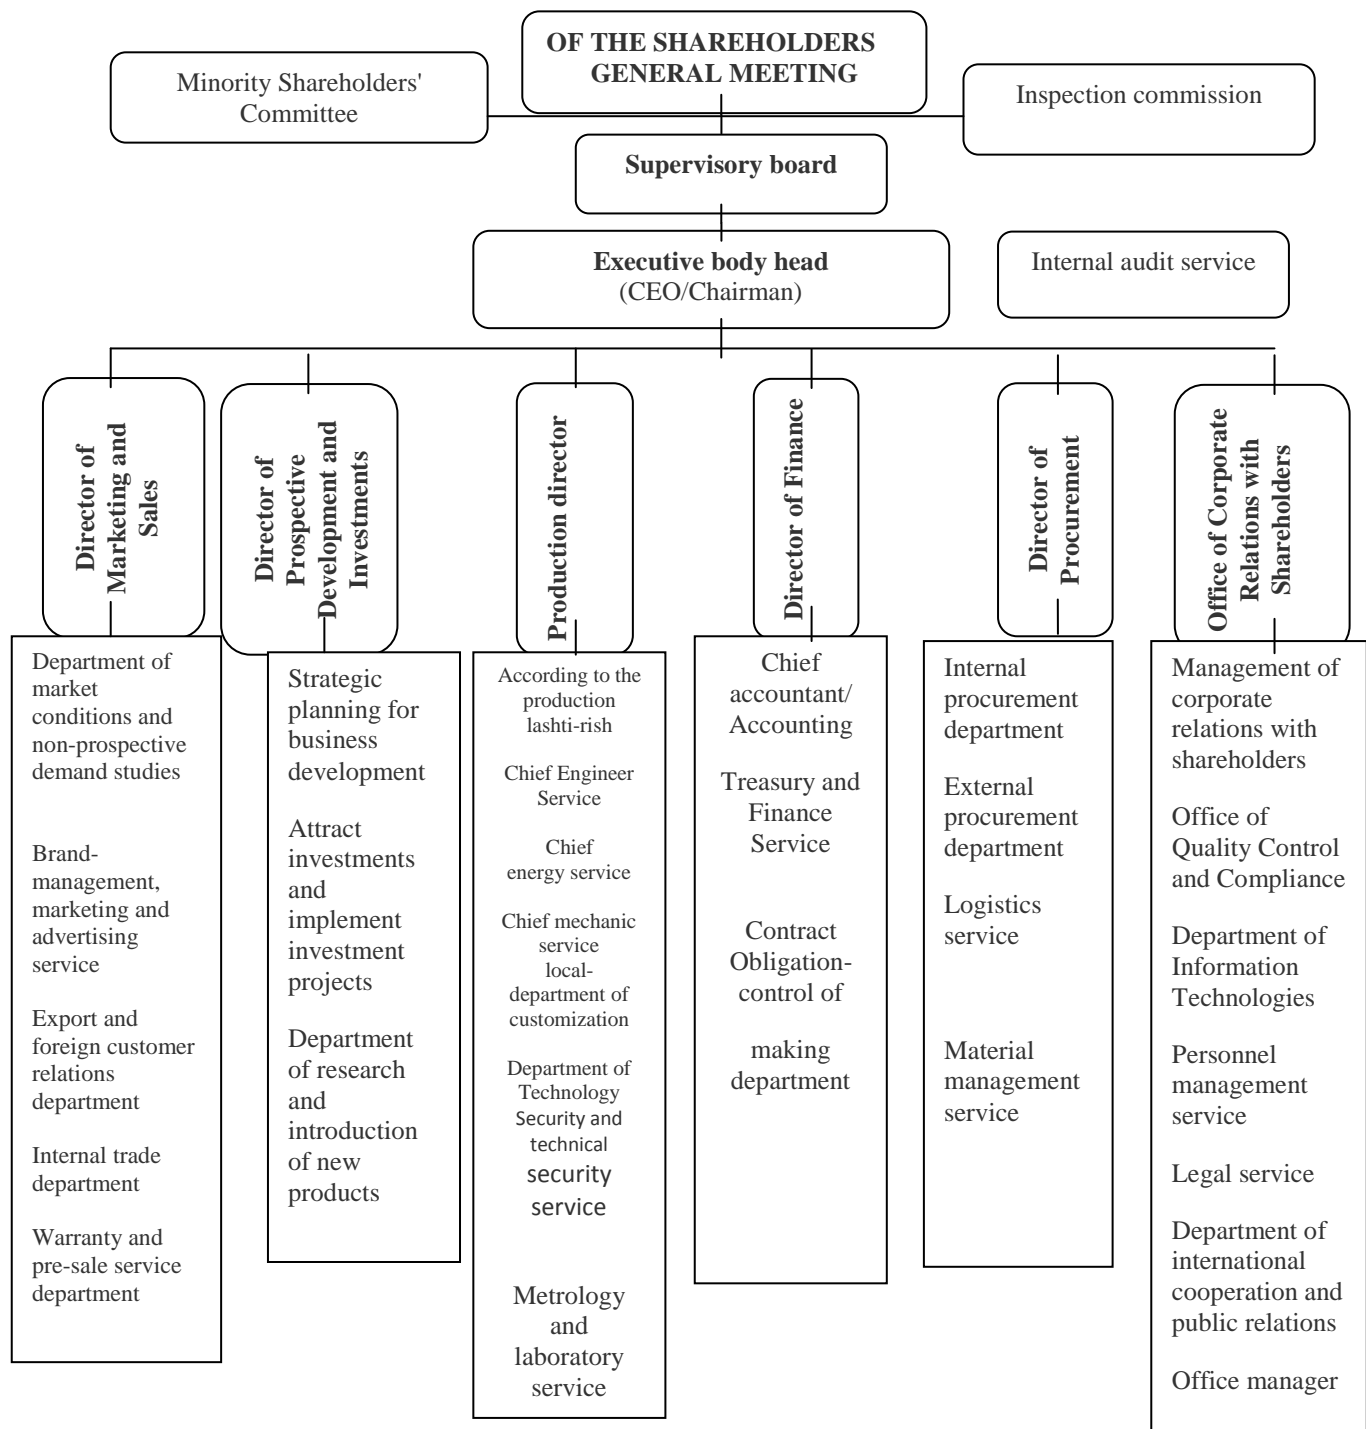 OF THE SHAREHOLDERS
GENERAL MEETING
Minority Shareholders'
Committee
Inspection commission
Supervisory board
Executive body head
(CEO/Chairman)
Internal audit service
Director of
Marketing and
Sales
Director of
Prospective
Development and
Investments
Production director
Director of Finance
Director of
Procurement
Office of Corporate
Relations with
Shareholders
Department of
market
conditions and
non-prospective
demand studies
Brand-
management,
marketing and
advertising
service
Export and
foreign customer
relations
department
Internal trade
department
Warranty and
pre-sale service
department
Strategic
planning for
business
development
Attract
investments
and
implement
investment
projects
Department
of research
and
introduction
of new
products
According to the
production
lashti-rish
Chief Engineer
Service
Chief
energy service
Chief mechanic
service
local-
department of
customization
Department of
Technology
Security and
technical
security
service
Metrology
and
laboratory
service
Chief
accountant/
Accounting
Treasury and
Finance
Service
Contract
Obligation-
control of
making
department
Internal
procurement
department
External
procurement
department
Logistics
service
Material
management
service
Management of
corporate
relations with
shareholders
Office of
Quality Control
and Compliance
Department of
Information
Technologies
Personnel
management
service
Legal service
Department of
international
cooperation and
public relations
Office manager